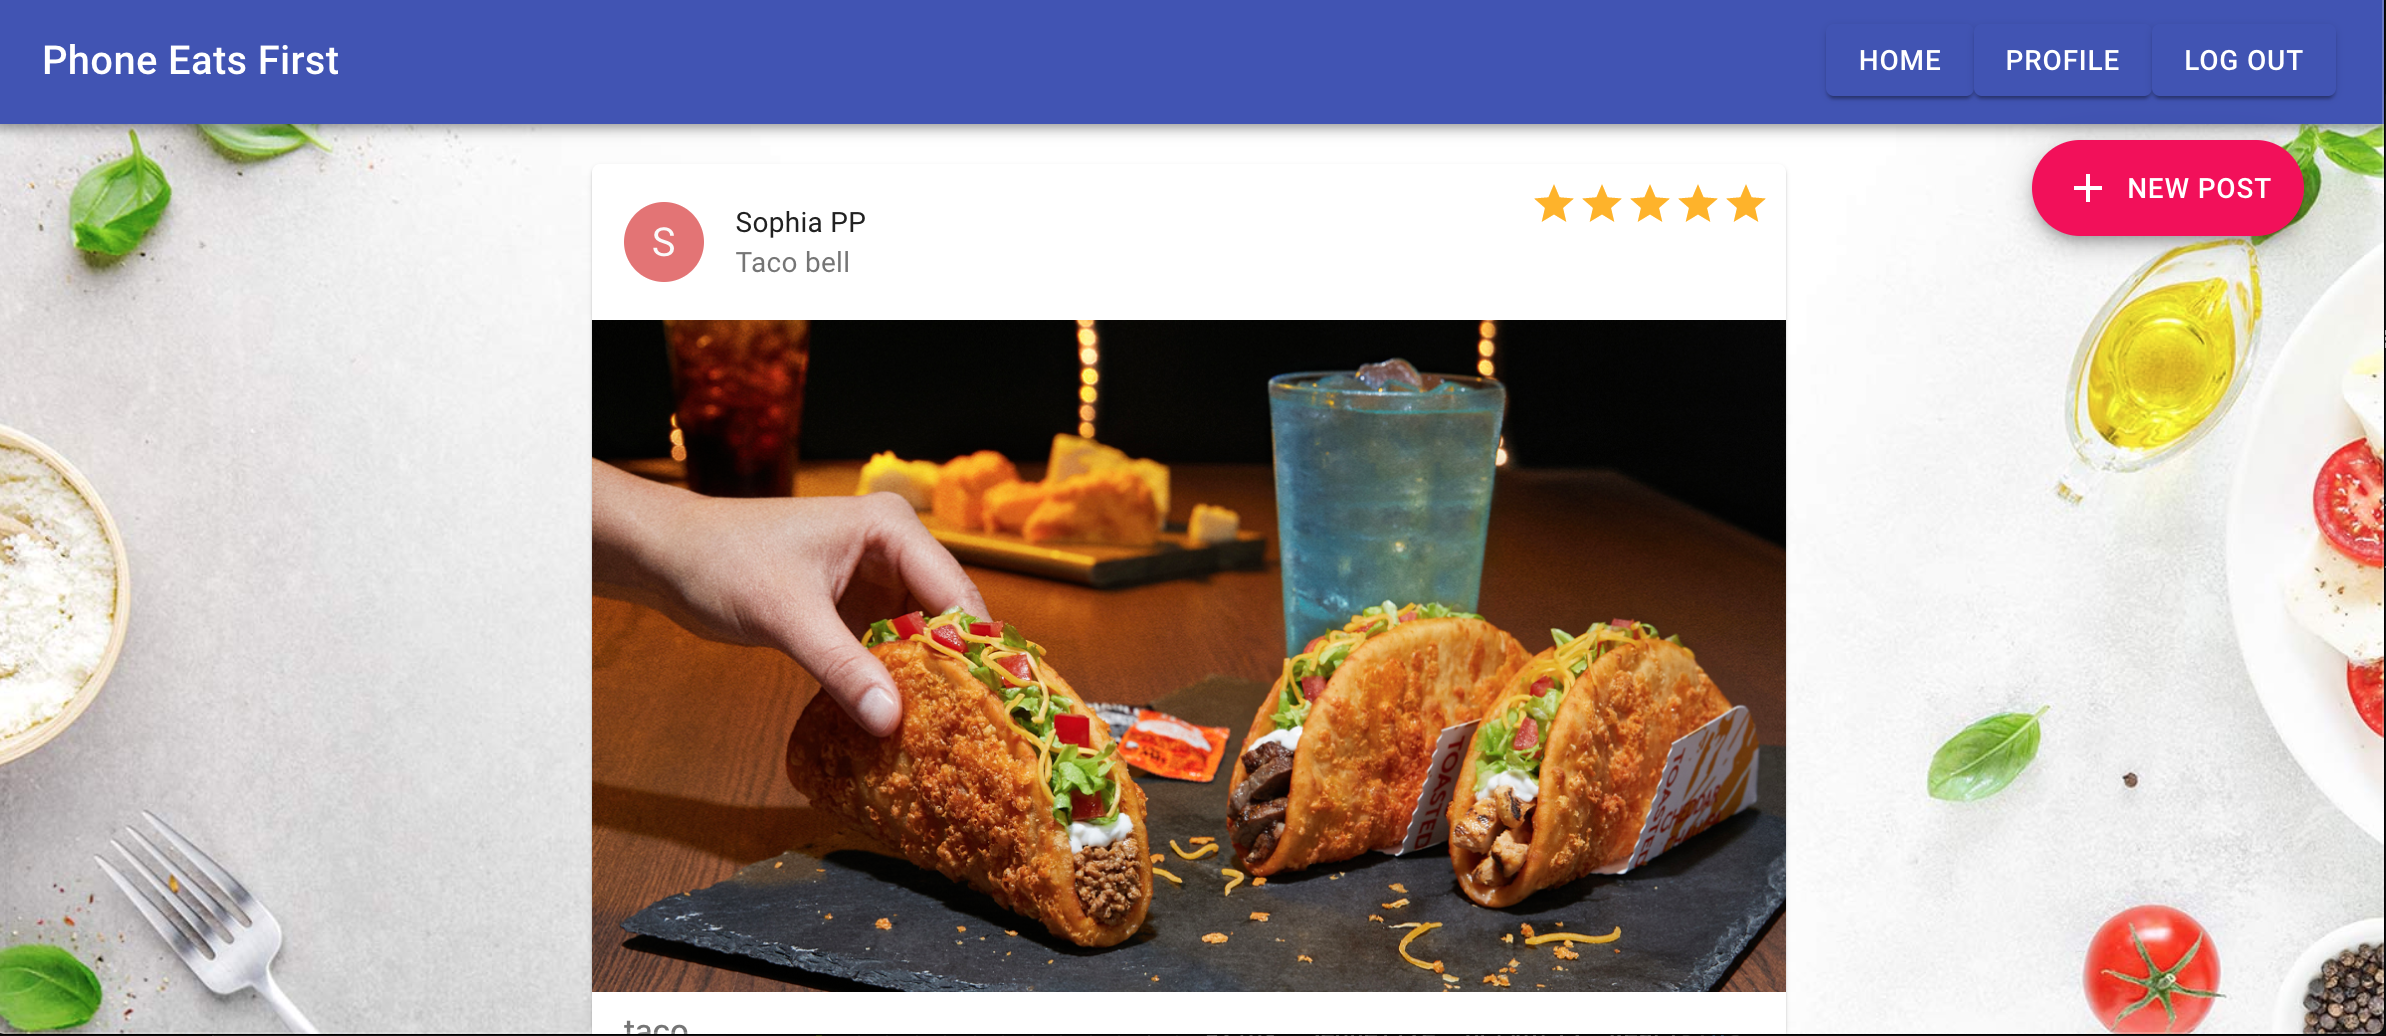 Phone Eats First
HOME PROFILE LOG OUT
+ NEW POST
S
Sophia PP
Taco bell
TOASTED
TOASTED
taco